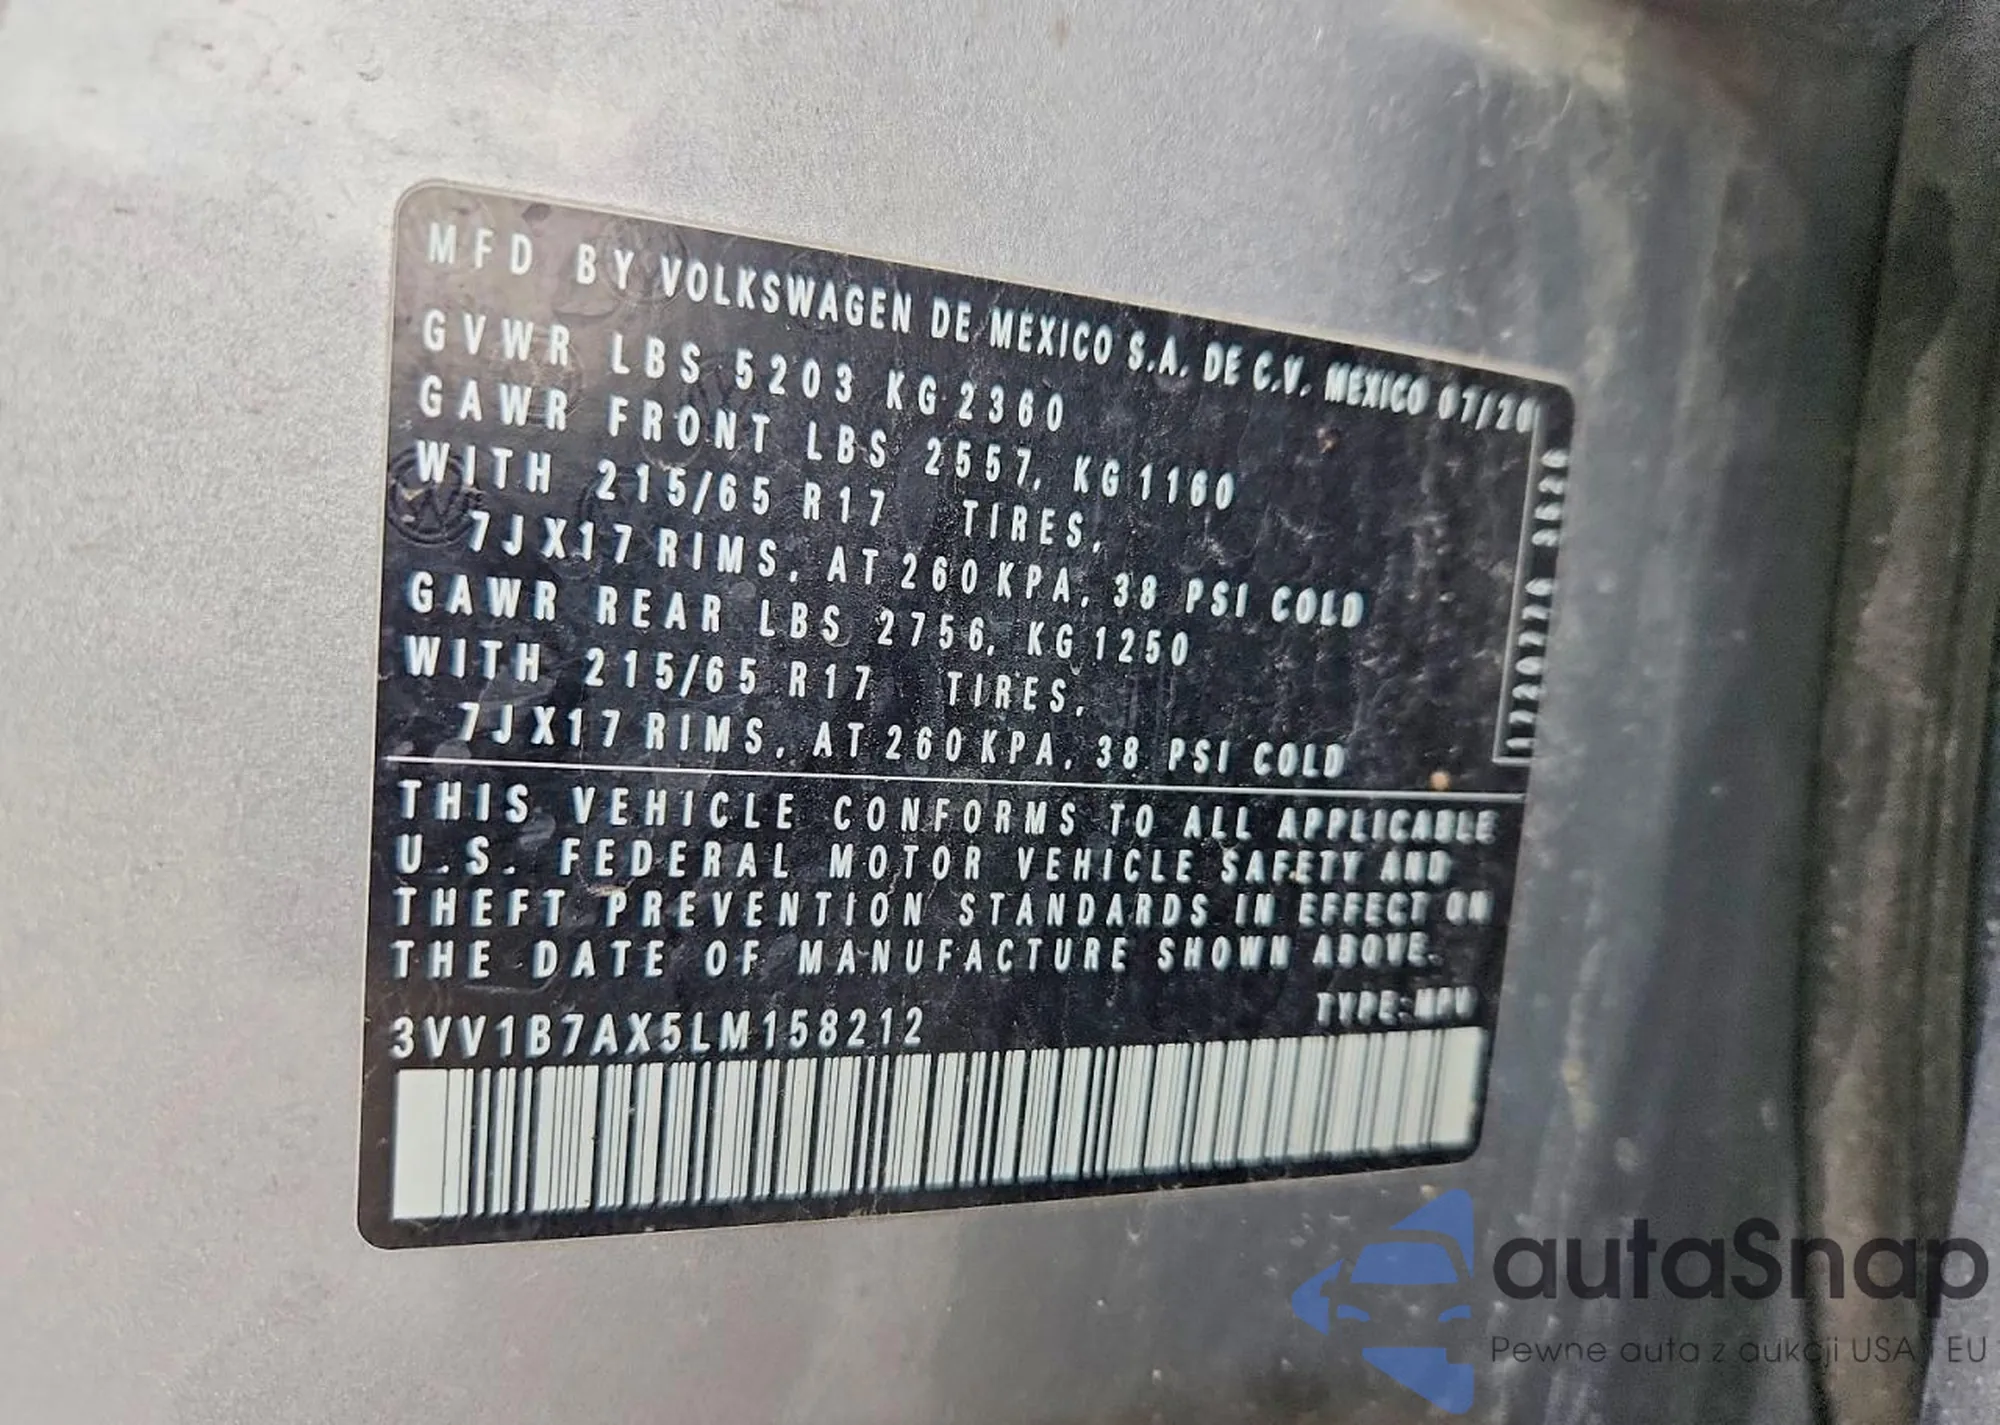 MFD BY VOLKSWAGEN DE MEXICO S.A. DE C.V. MEXICO 07/20
GVWR LBS 5203 KG 2360
GAWR FRONT LBS 2557, KG 1160
WITH 215/65 R17 TIRES,
7JX17 RIMS, AT 260 KPA, 38 PSI COLD
GAWR REAR LBS 2756, KG 1250
WITH 215/65 R17 TIRES,
7JX17 RIMS, AT 260 KPA, 38 PSI COLD
THIS VEHICLE CONFORMS TO ALL APPLICABLE
U.S. FEDERAL MOTOR VEHICLE SAFETY AND
THEFT PREVENTION STANDARDS IN EFFECT ON
THE DATE OF MANUFACTURE SHOWN ABOVE.
TYPE:MPV
3VV1B7AX5LM158212
autaSnap
Pewne auta z aukcji USA EU